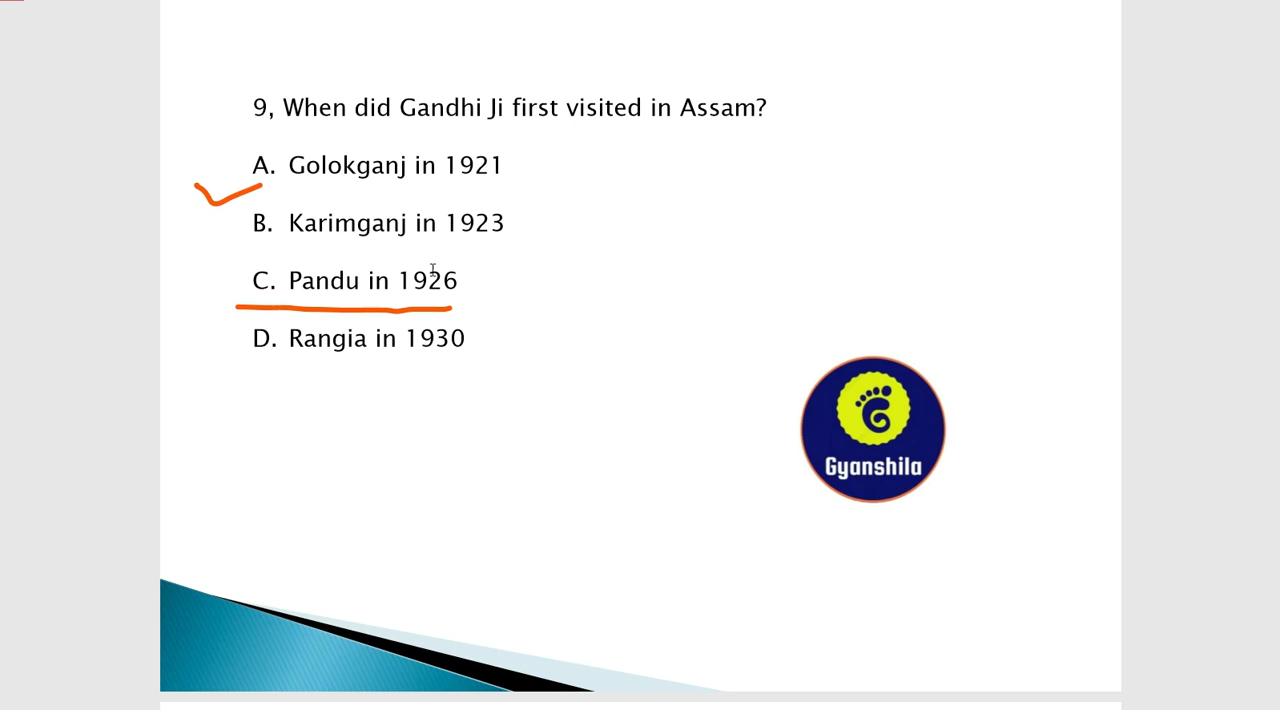 9, When did Gandhi Ji first visited in Assam?
A. Golokganj in 1921
B. Karimganj in 1923
C. Pandu in 1926
D. Rangia in 1930
Gyanshila